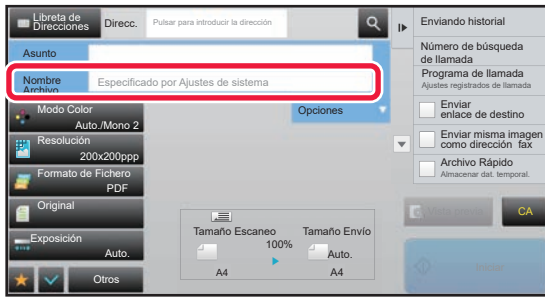 Libreta de
Direcciones
Direcc.
Pulsar para introducir la dirección
Asunto
Nombre
Archivo
Especificado por Ajustes de sistema
Modo Color
Auto./Mono 2
Opciones
Resolución
200x200ppp
Formato de Fichero
PDF
Original
Exposición
Auto.
Otros
Tamaño Escaneo
Tamaño Envío
100%
Auto.
A4
A4
Enviando historial
Número de búsqueda
de llamada
Programa de llamada
Ajustes registrados de llamada
Enviar
enlace de destino
Enviar misma imagen
como dirección fax
Archivo Rápido
Almacenar dat. temporal.
CA